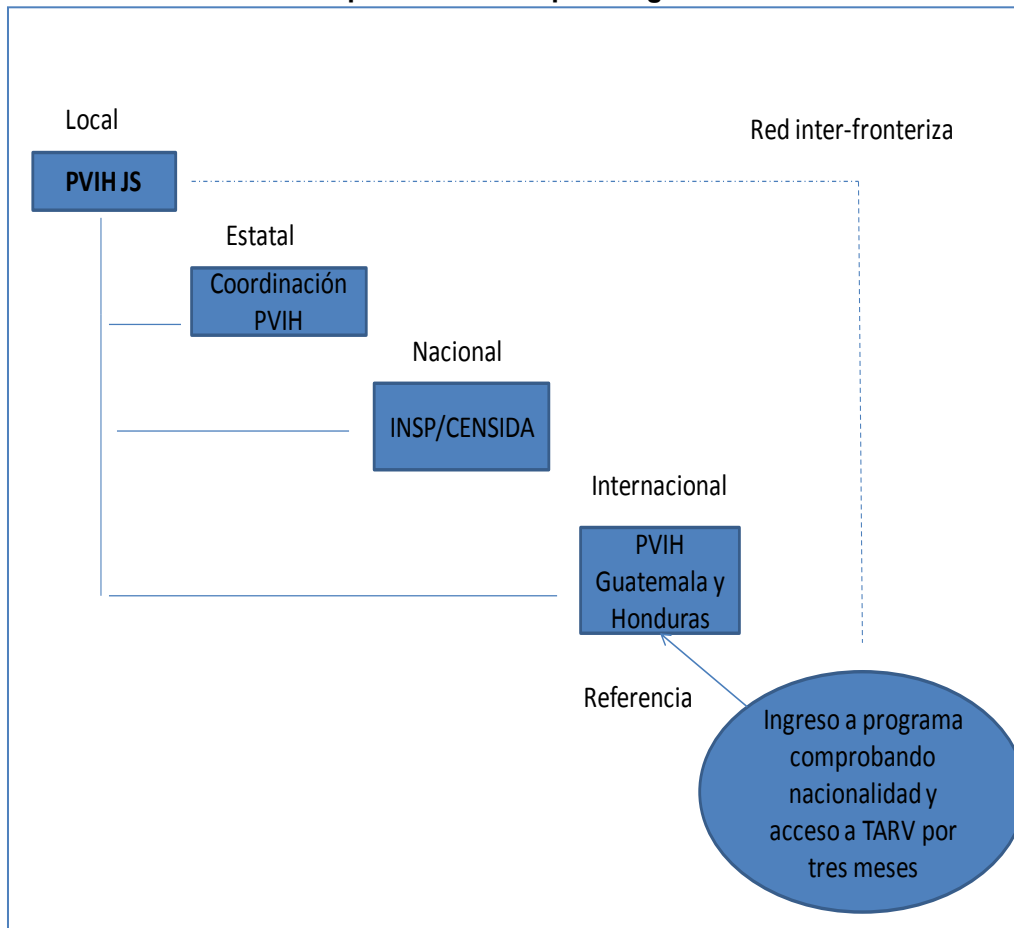 Local
Red inter-fronteriza
PVIH JS
Estatal
Coordinación
PVIH
Nacional
INSP/CENSIDA
Internacional
PVIH
Guatemala y
Honduras
Referencia
Ingreso a programa
comprobando
nacionalidad y
acceso a TARV por
tres meses